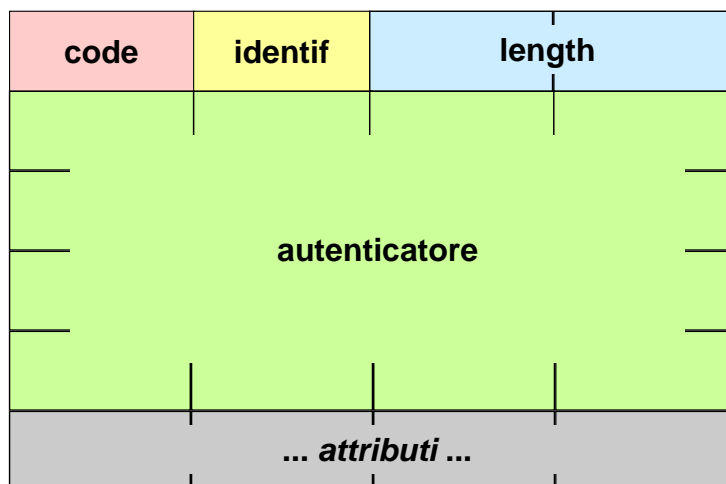 code identif length
autenticatore
... attributi ...